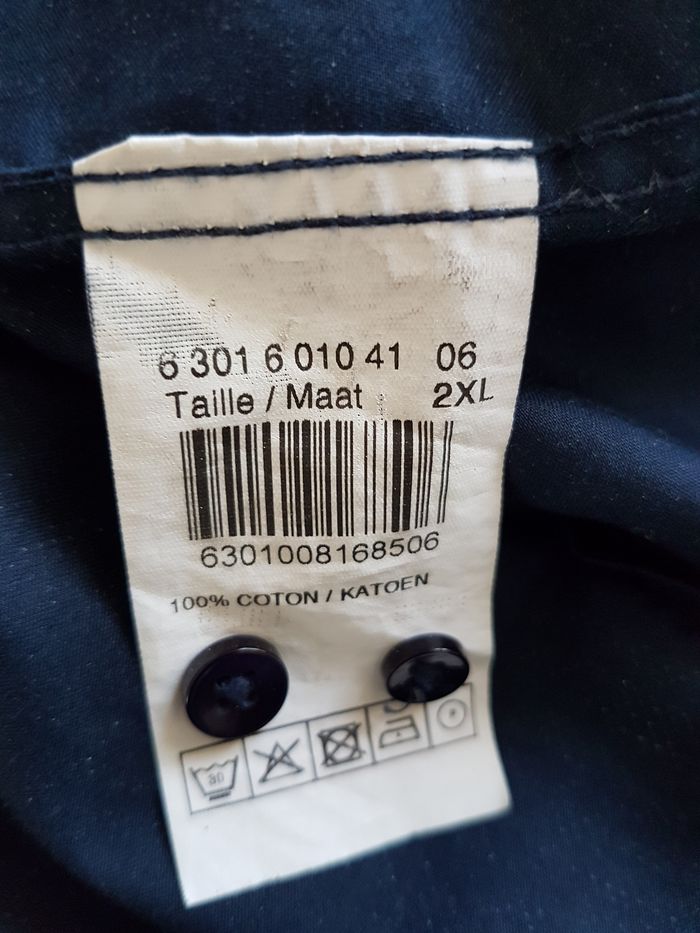 6 301 6 010 41 06
Taille / Maat 2XL
6301008168506
100% COTON / KATOEN